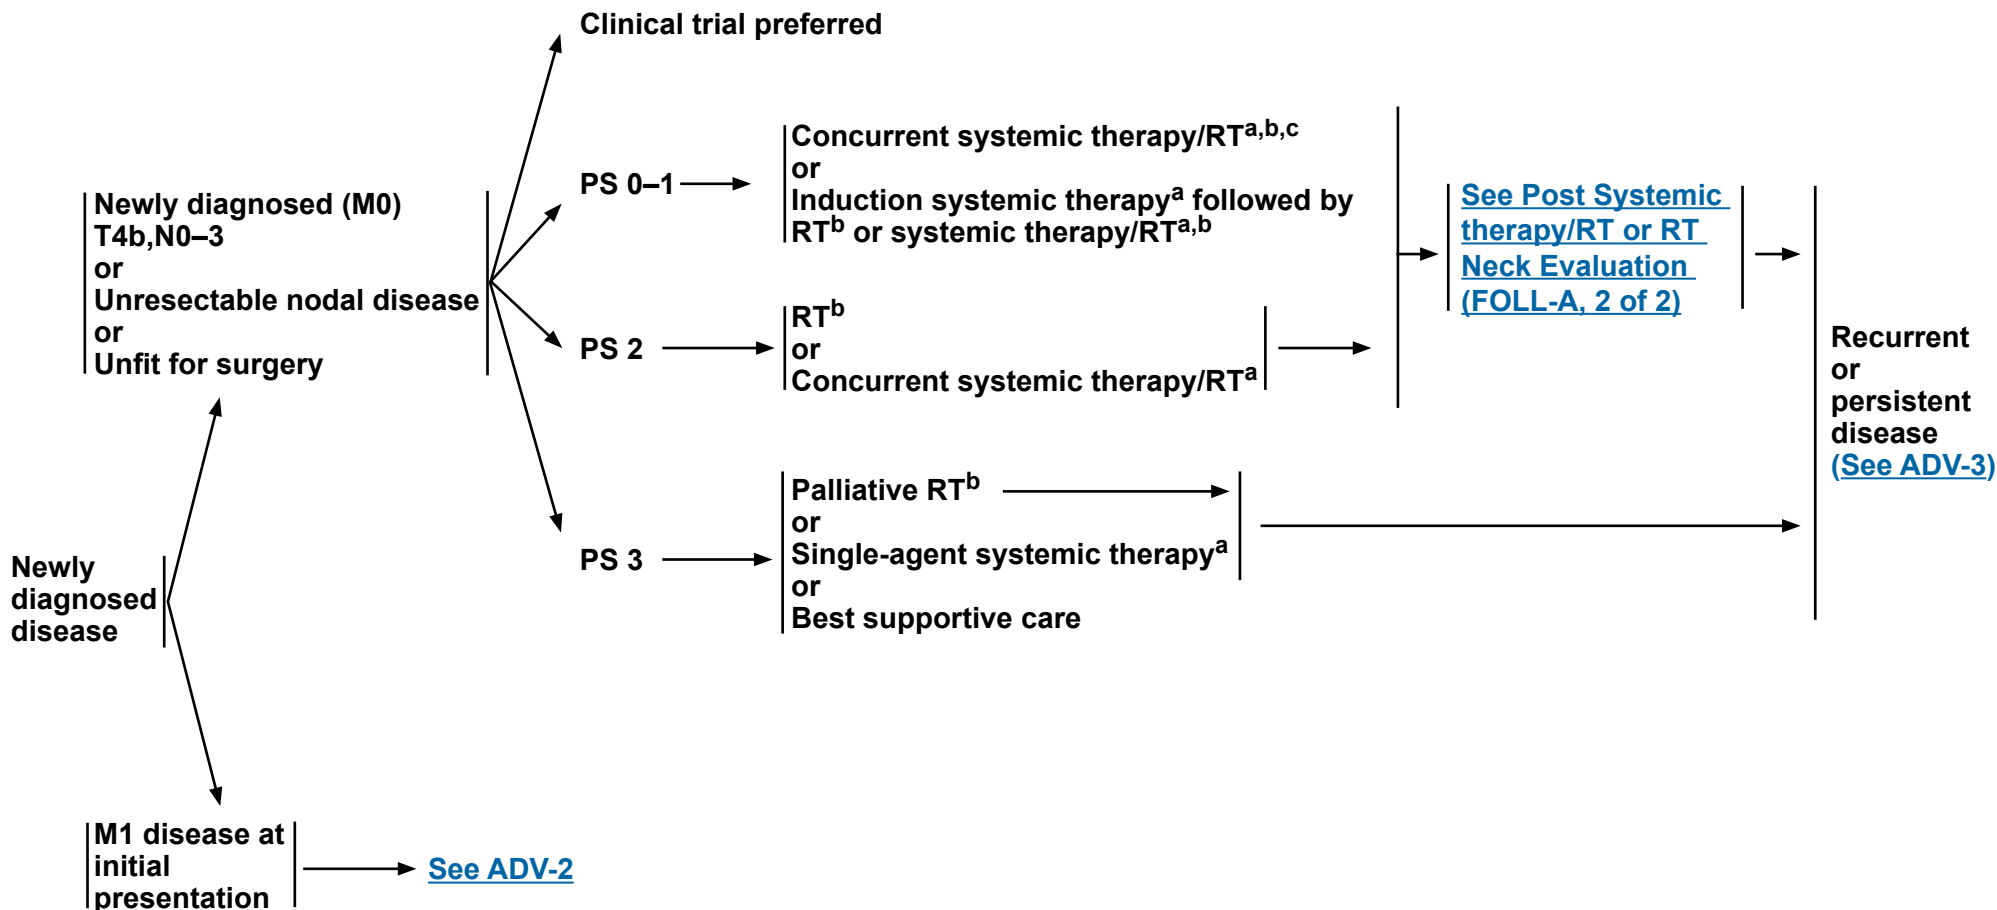 Clinical trial preferred
Newly diagnosed (M0)
T4b,N0–3
or
Unresectable nodal disease
or
Unfit for surgery
PS 0–1
Concurrent systemic therapy/RTa,b,c
or
Induction systemic therapya followed by
RTb or systemic therapy/RTa,b
PS 2
RTb
or
Concurrent systemic therapy/RTa
See Post Systemic
therapy/RT or RT
Neck Evaluation
(FOLL-A, 2 of 2)
PS 3
Palliative RTb
or
Single-agent systemic therapya
or
Best supportive care
Recurrent
or
persistent
disease
(See ADV-3)
Newly
diagnosed
disease
M1 disease at
initial
presentation
See ADV-2